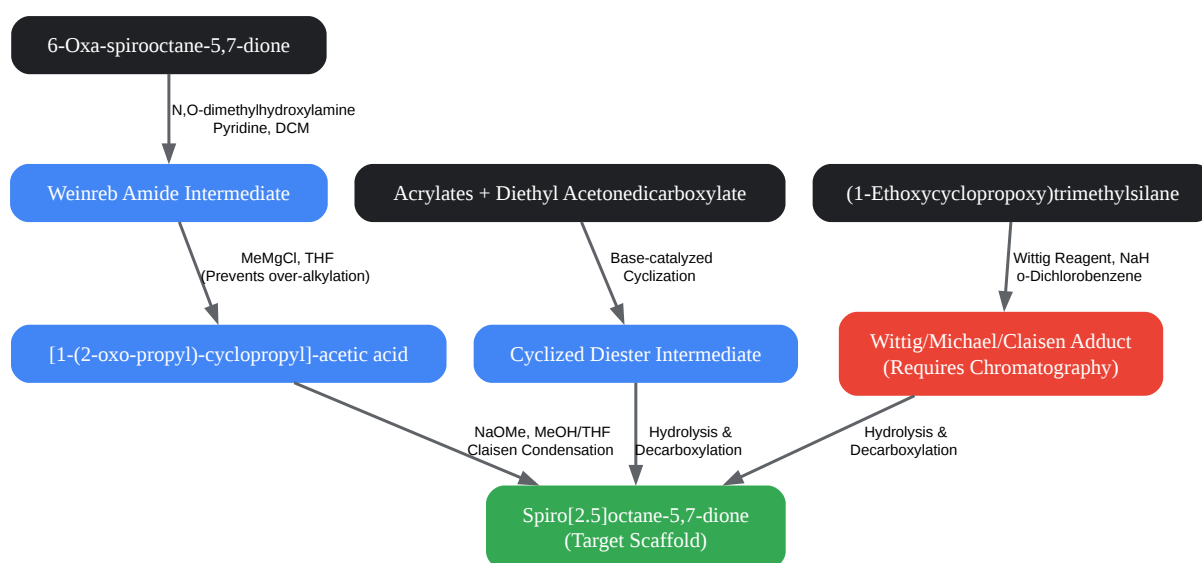 6-Oxa-spirooctane-5,7-dione
N,O-dimethylhydroxylamine
Pyridine, DCM
Weinreb Amide Intermediate
Acrylates + Diethyl Acetonedicarboxylate
(1-Ethoxycyclopropoxy)trimethylsilane
MeMgCl, THF
(Prevents over-alkylation)
Base-catalyzed
Cyclization
Wittig Reagent, NaH
o-Dichlorobenzene
[1-(2-oxo-propyl)-cyclopropyl]-acetic acid
Cyclized Diester Intermediate
Wittig/Michael/Claisen Adduct
(Requires Chromatography)
NaOMe, MeOH/THF
Claisen Condensation
Hydrolysis &
Decarboxylation
Hydrolysis &
Decarboxylation
Spiro[2.5]octane-5,7-dione
(Target Scaffold)